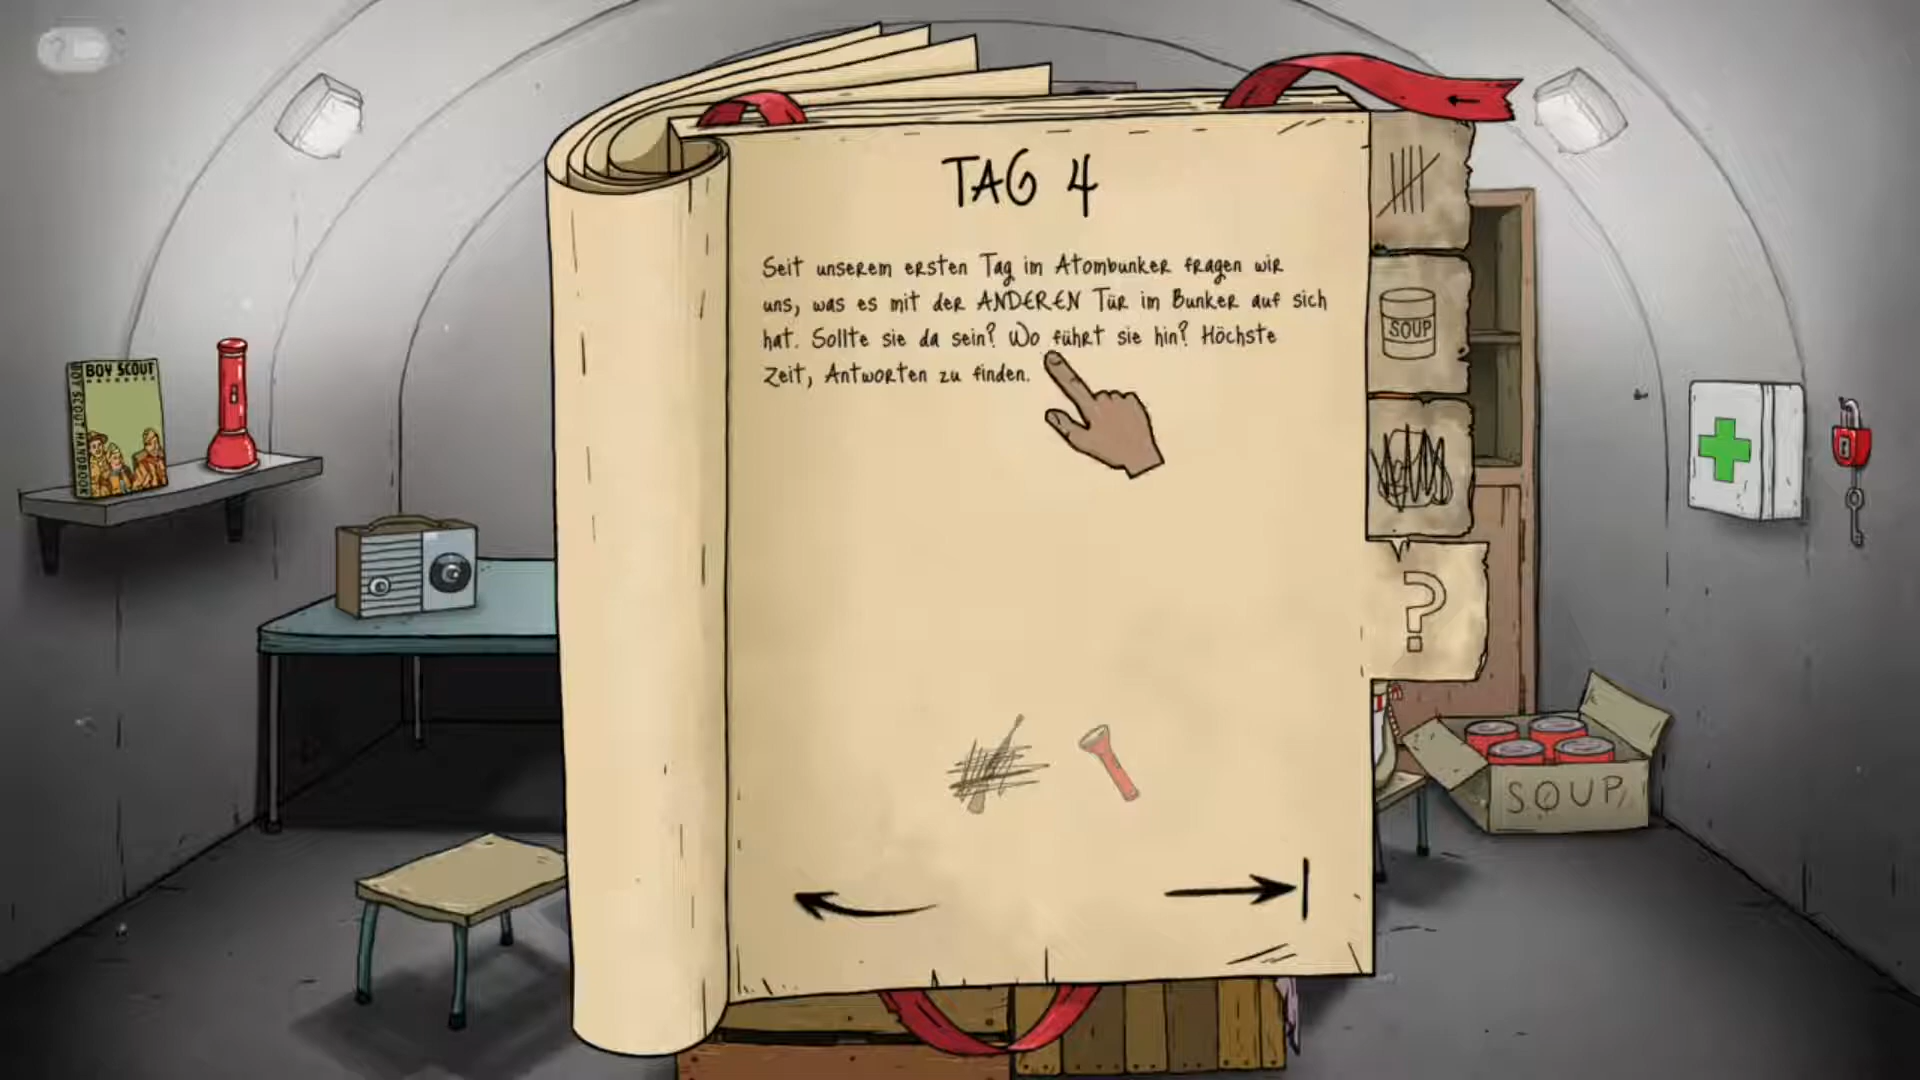 TAG 4
Seit unserem ersten Tag im Atombunker fragen wir
uns, was es mit der ANDEREN Tür im Bunker auf sich
hat. Sollte sie da sein? Wo führt sie hin? Höchste
Zeit, Antworten zu finden.
SOUP
BOY SCOUT
BOY SCOUT HANDBOOK
SOUP